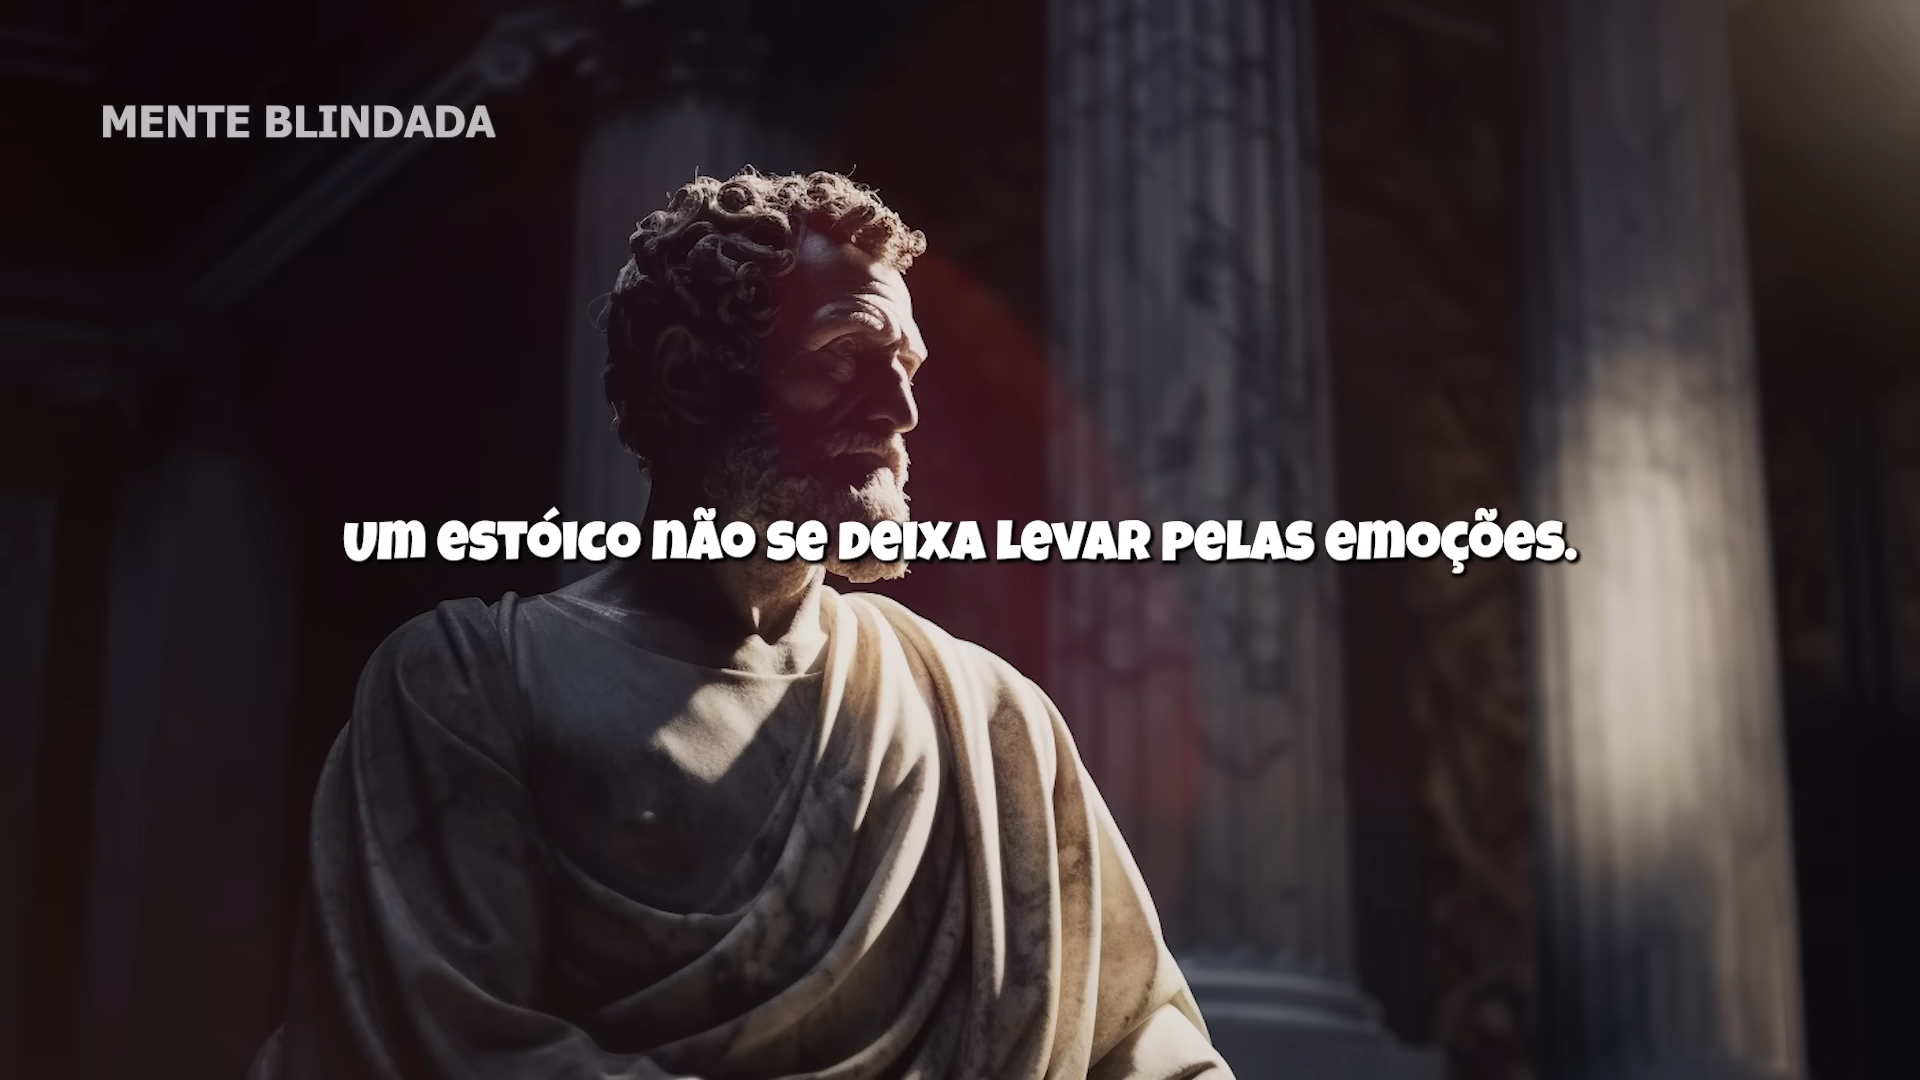 MENTE BLINDADA
Um estóico não se deixa levar pelas emoções.